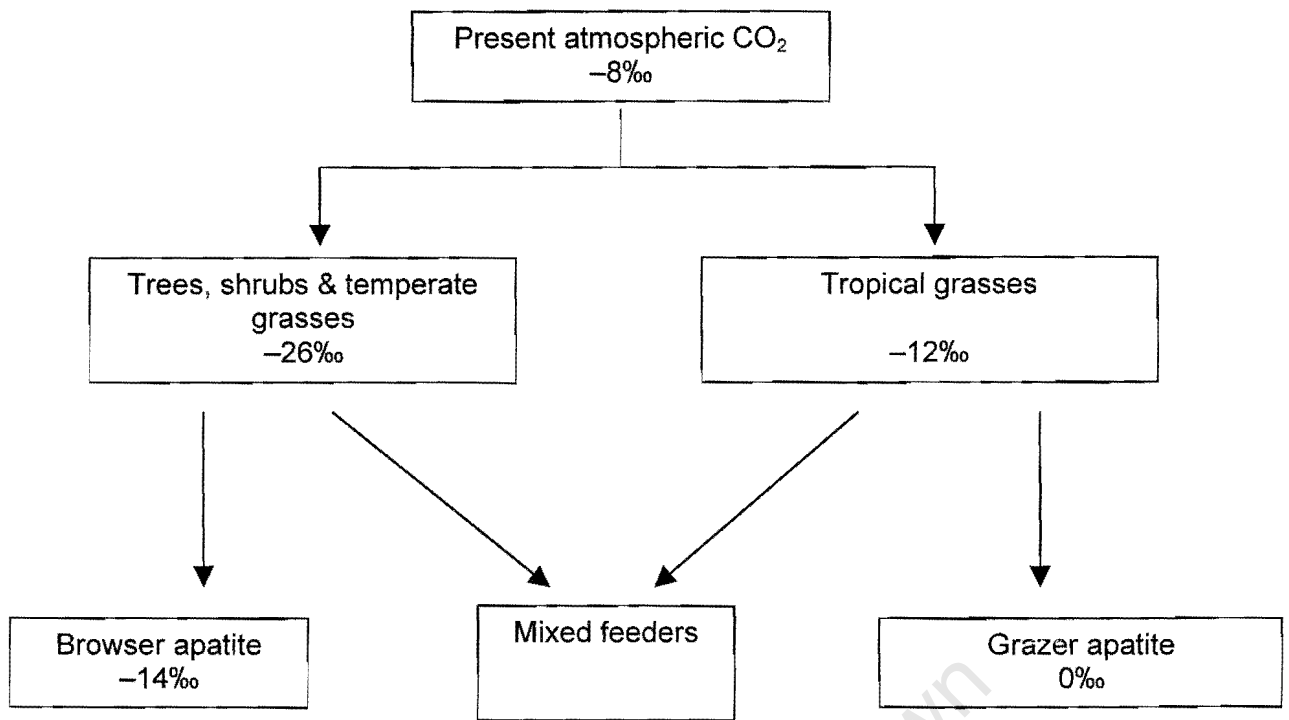 Present atmospheric CO₂
–8‰
Trees, shrubs & temperate
grasses
–26‰
Tropical grasses
–12‰
Browser apatite
–14‰
Mixed feeders
Grazer apatite
0‰